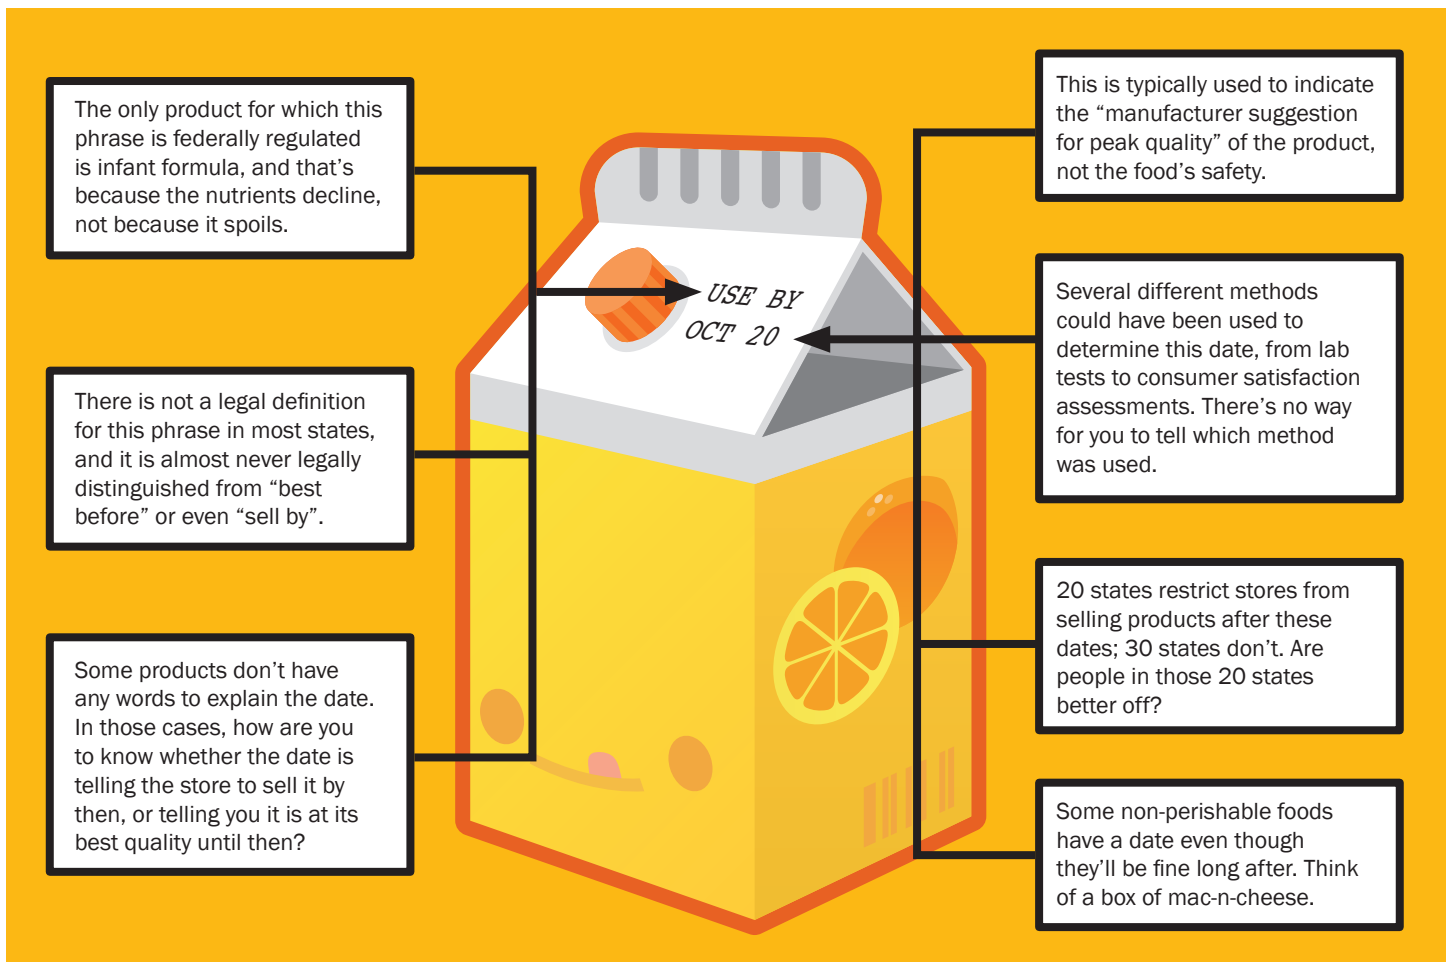 The only product for which this
phrase is federally regulated
is infant formula, and that’s
because the nutrients decline,
not because it spoils.
There is not a legal definition
for this phrase in most states,
and it is almost never legally
distinguished from “best
before” or even “sell by”.
Some products don’t have
any words to explain the date.
In those cases, how are you
to know whether the date is
telling the store to sell it by
then, or telling you it is at its
best quality until then?
USE BY
OCT 20
This is typically used to indicate
the “manufacturer suggestion
for peak quality” of the product,
not the food’s safety.
Several different methods
could have been used to
determine this date, from lab
tests to consumer satisfaction
assessments. There’s no way
for you to tell which method
was used.
20 states restrict stores from
selling products after these
dates; 30 states don’t. Are
people in those 20 states
better off?
Some non-perishable foods
have a date even though
they’ll be fine long after. Think
of a box of mac-n-cheese.